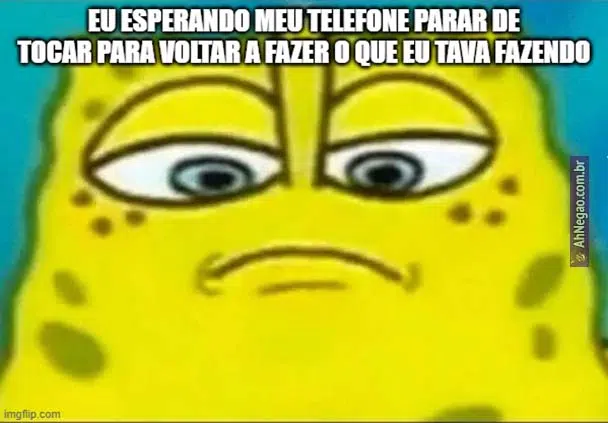 EU ESPERANDO MEU TELEFONE PARAR DE
TOCAR PARA VOLTAR A FAZER O QUE EU TAVA FAZENDO
AhNegao.com.br
imgflip.com